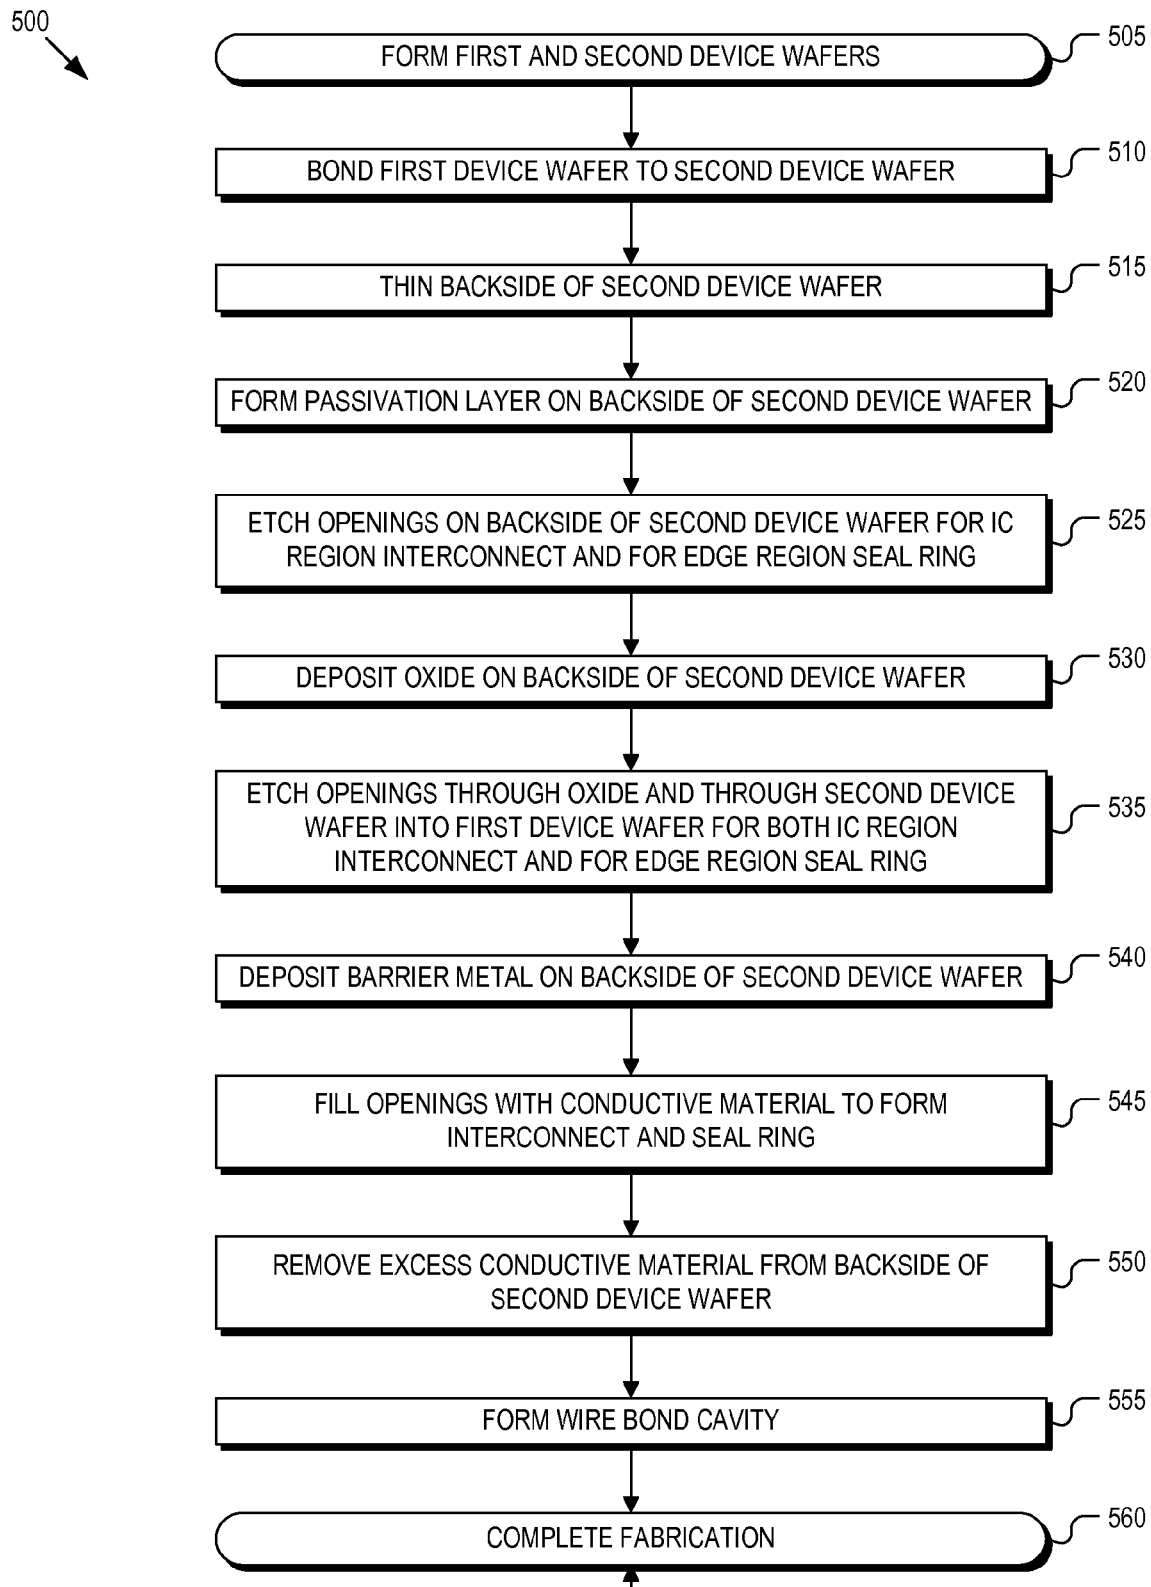 500
FORM FIRST AND SECOND DEVICE WAFERS
505
BOND FIRST DEVICE WAFER TO SECOND DEVICE WAFER
510
THIN BACKSIDE OF SECOND DEVICE WAFER
515
FORM PASSIVATION LAYER ON BACKSIDE OF SECOND DEVICE WAFER
520
ETCH OPENINGS ON BACKSIDE OF SECOND DEVICE WAFER FOR IC
REGION INTERCONNECT AND FOR EDGE REGION SEAL RING
525
DEPOSIT OXIDE ON BACKSIDE OF SECOND DEVICE WAFER
530
ETCH OPENINGS THROUGH OXIDE AND THROUGH SECOND DEVICE
WAFER INTO FIRST DEVICE WAFER FOR BOTH IC REGION
INTERCONNECT AND FOR EDGE REGION SEAL RING
535
DEPOSIT BARRIER METAL ON BACKSIDE OF SECOND DEVICE WAFER
540
FILL OPENINGS WITH CONDUCTIVE MATERIAL TO FORM
INTERCONNECT AND SEAL RING
545
REMOVE EXCESS CONDUCTIVE MATERIAL FROM BACKSIDE OF
SECOND DEVICE WAFER
550
FORM WIRE BOND CAVITY
555
COMPLETE FABRICATION
560